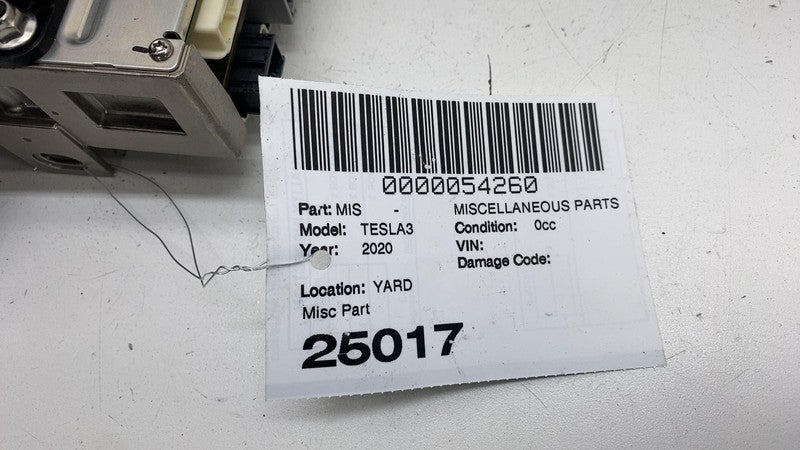 0000054260
Part: MIS - MISCELLANEOUS PARTS
Model: TESLA3 Condition: 0cc
Year: 2020 VIN:
Damage Code:
Location: YARD
Misc Part
25017